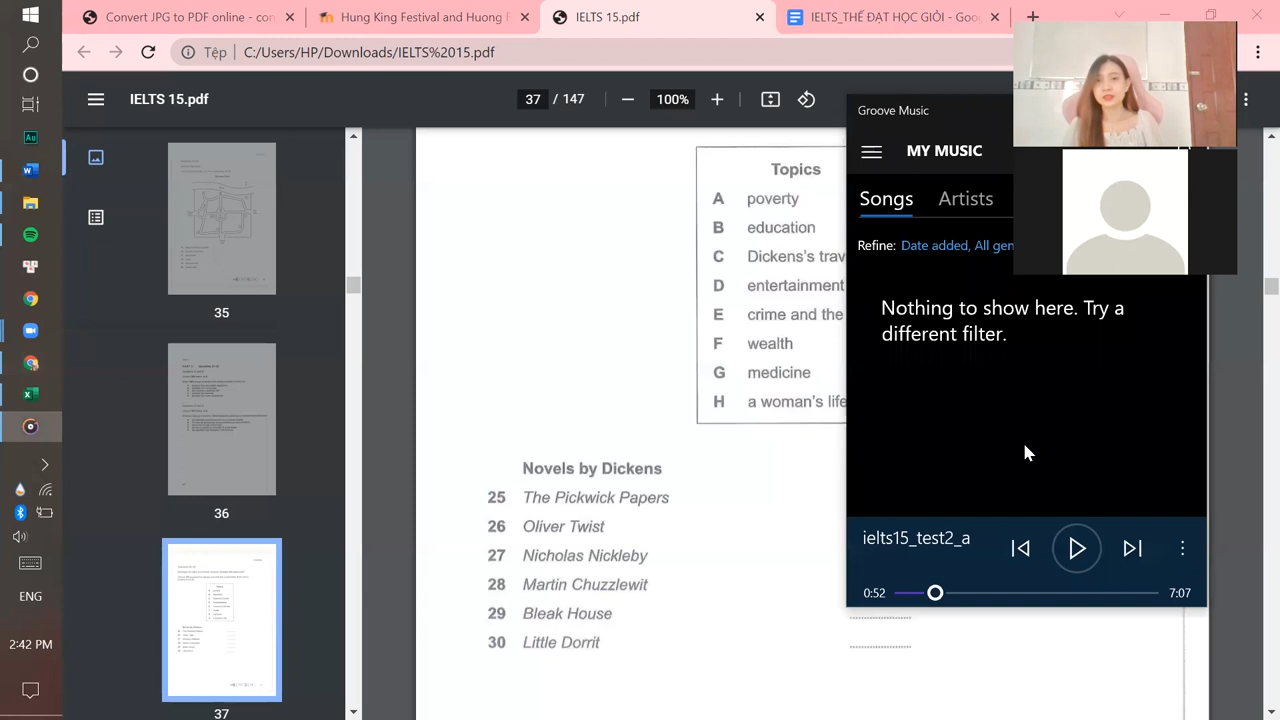 Convert JPG to PDF online - con
Hung King Festival and Huong
IELTS 15.pdf
IELTS_THẾ ĐẠT HỌC GIỎI - Goog
Tệp
C:/Users/HP/Downloads/IELTS%2015.pdf
IELTS 15.pdf
37 / 147
100%
35
36
37
Topics
A poverty
B education
C Dickens's trav
D entertainment
E crime and the
F wealth
G medicine
H a woman's life
Novels by Dickens
25 The Pickwick Papers
26 Oliver Twist
27 Nicholas Nickleby
28 Martin Chuzzlewit
29 Bleak House
30 Little Dorrit
Groove Music
MY MUSIC
Songs Artists
Refine: Date added, All gen
Nothing to show here. Try a
different filter.
ielts15_test2_a
0:52
7:07
ENG
2:42 PM